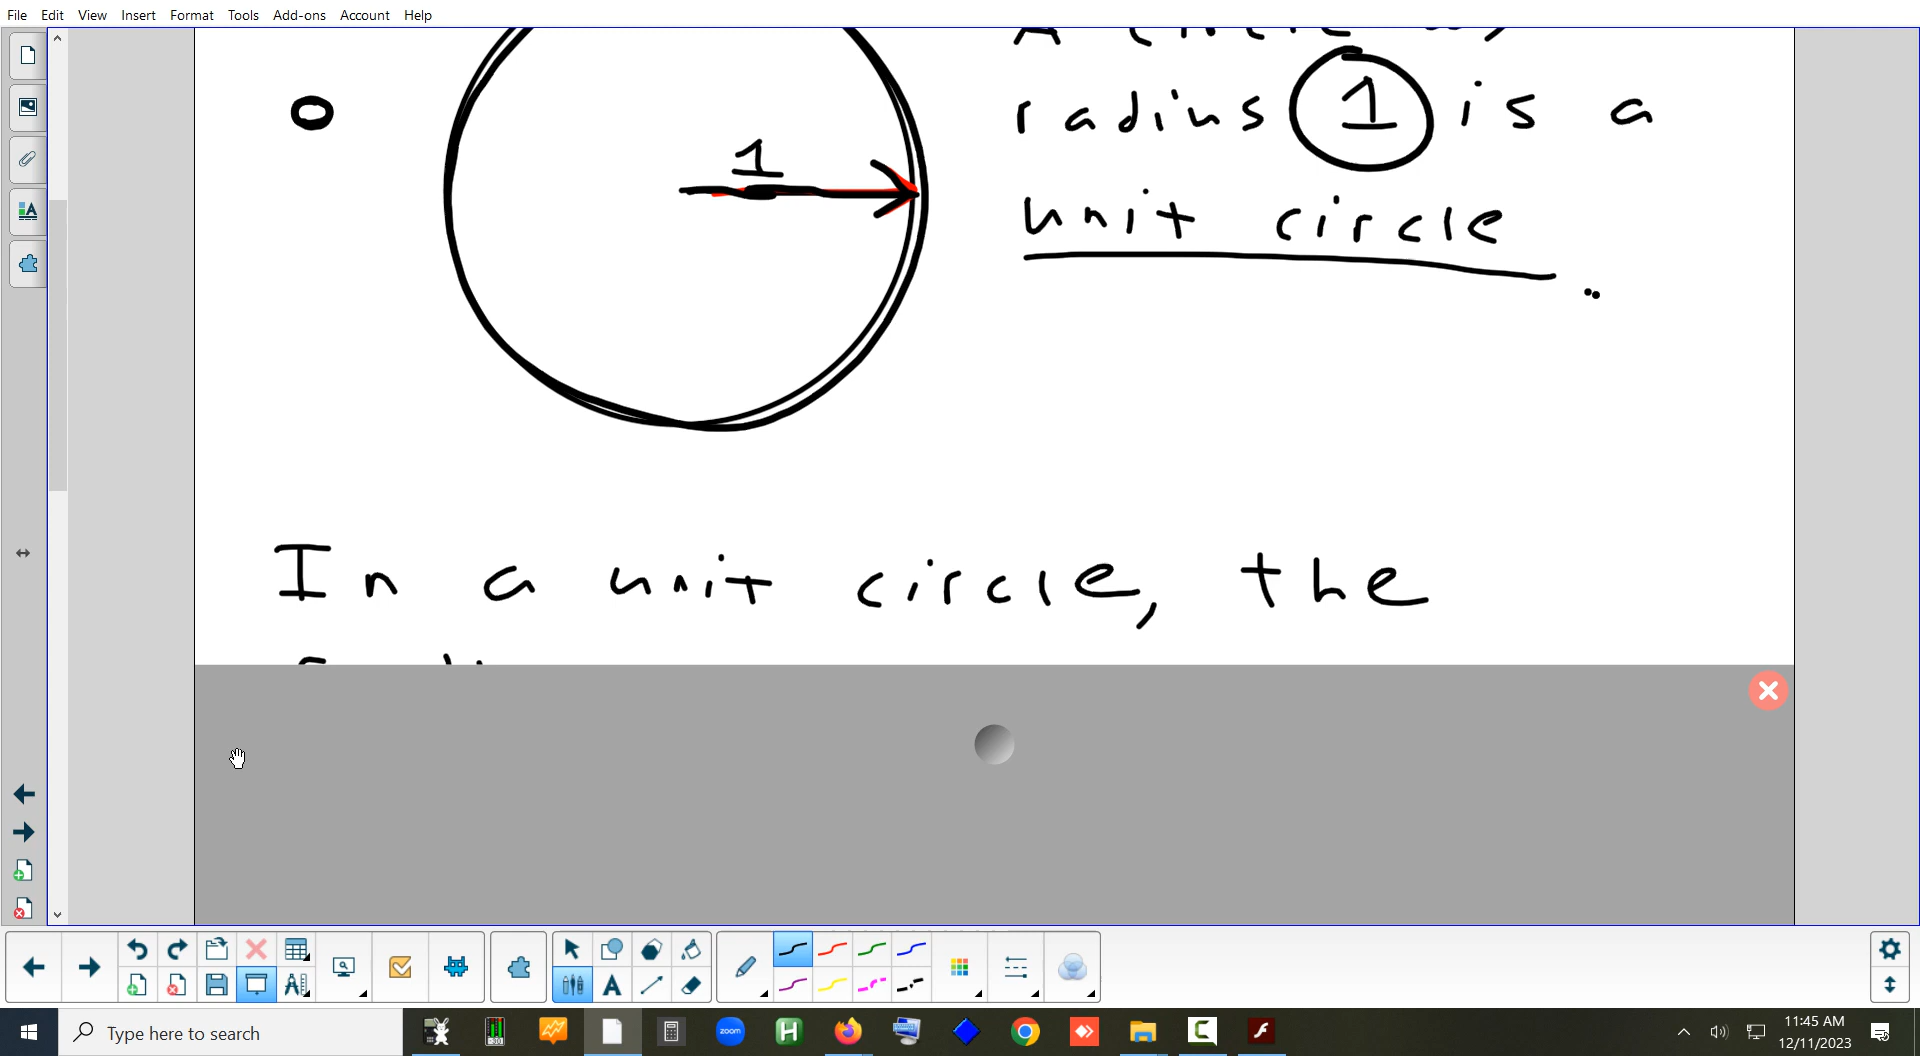 File Edit View Insert Format Tools Add-ons Account Help
radius 1 is a
1
unit circle
In a unit circle, the
A
zoom
H
Type here to search
11:45 AM
12/11/2023